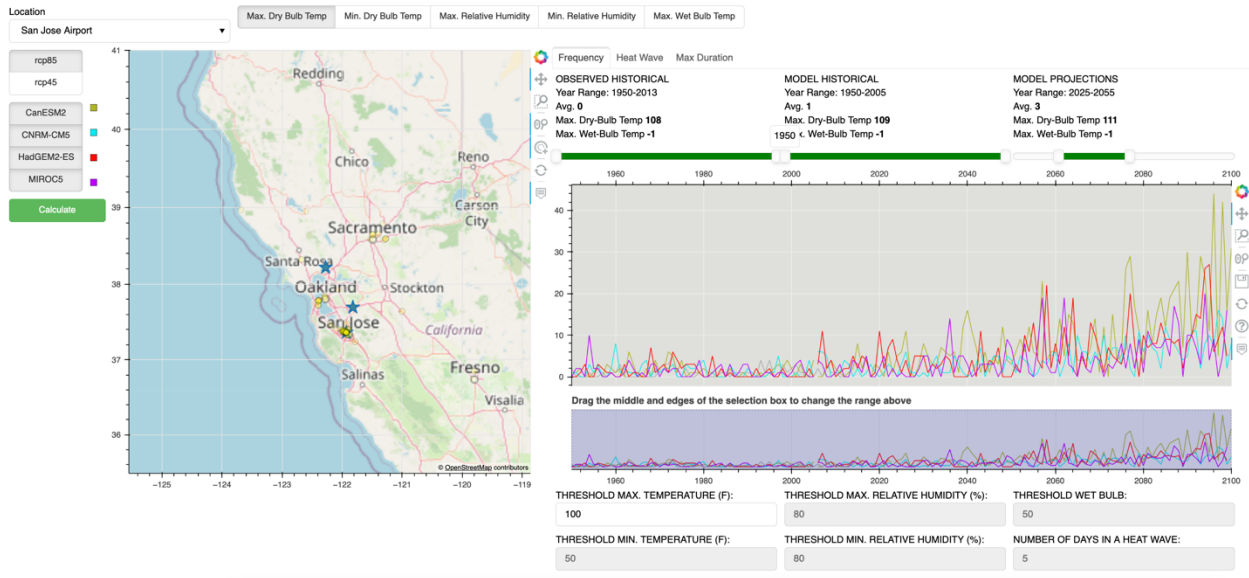 Location
San Jose Airport
Max. Dry Bulb Temp
Min. Dry Bulb Temp
Max. Relative Humidity
Min. Relative Humidity
Max. Wet Bulb Temp
rcp85
rcp45
CanESM2
CNRM-CM5
HadGEM2-ES
MIROC5
Calculate
41
40
39
38
37
36
−125
−124
−123
−122
−121
−120
−119
Redding
Chico
Reno
Carson
City
Sacramento
Santa Rosa
Oakland
Stockton
San Jose
California
Salinas
Fresno
Visalia
© OpenStreetMap contributors
Frequency
Heat Wave
Max Duration
OBSERVED HISTORICAL
Year Range: 1950-2013
Avg. 0
Max. Dry-Bulb Temp 108
Max. Wet-Bulb Temp -1
MODEL HISTORICAL
Year Range: 1950-2005
Avg. 1
Max. Dry-Bulb Temp 109
x. Wet-Bulb Temp -1
1950
MODEL PROJECTIONS
Year Range: 2025-2055
Avg. 3
Max. Dry-Bulb Temp 111
Max. Wet-Bulb Temp -1
1960
1980
2000
2020
2040
2060
2080
2100
40
30
20
10
0
Drag the middle and edges of the selection box to change the range above
1960
1980
2000
2020
2040
2060
2080
2100
THRESHOLD MAX. TEMPERATURE (F):
100
THRESHOLD MAX. RELATIVE HUMIDITY (%):
80
THRESHOLD WET BULB:
50
THRESHOLD MIN. TEMPERATURE (F):
50
THRESHOLD MIN. RELATIVE HUMIDITY (%):
80
NUMBER OF DAYS IN A HEAT WAVE:
5